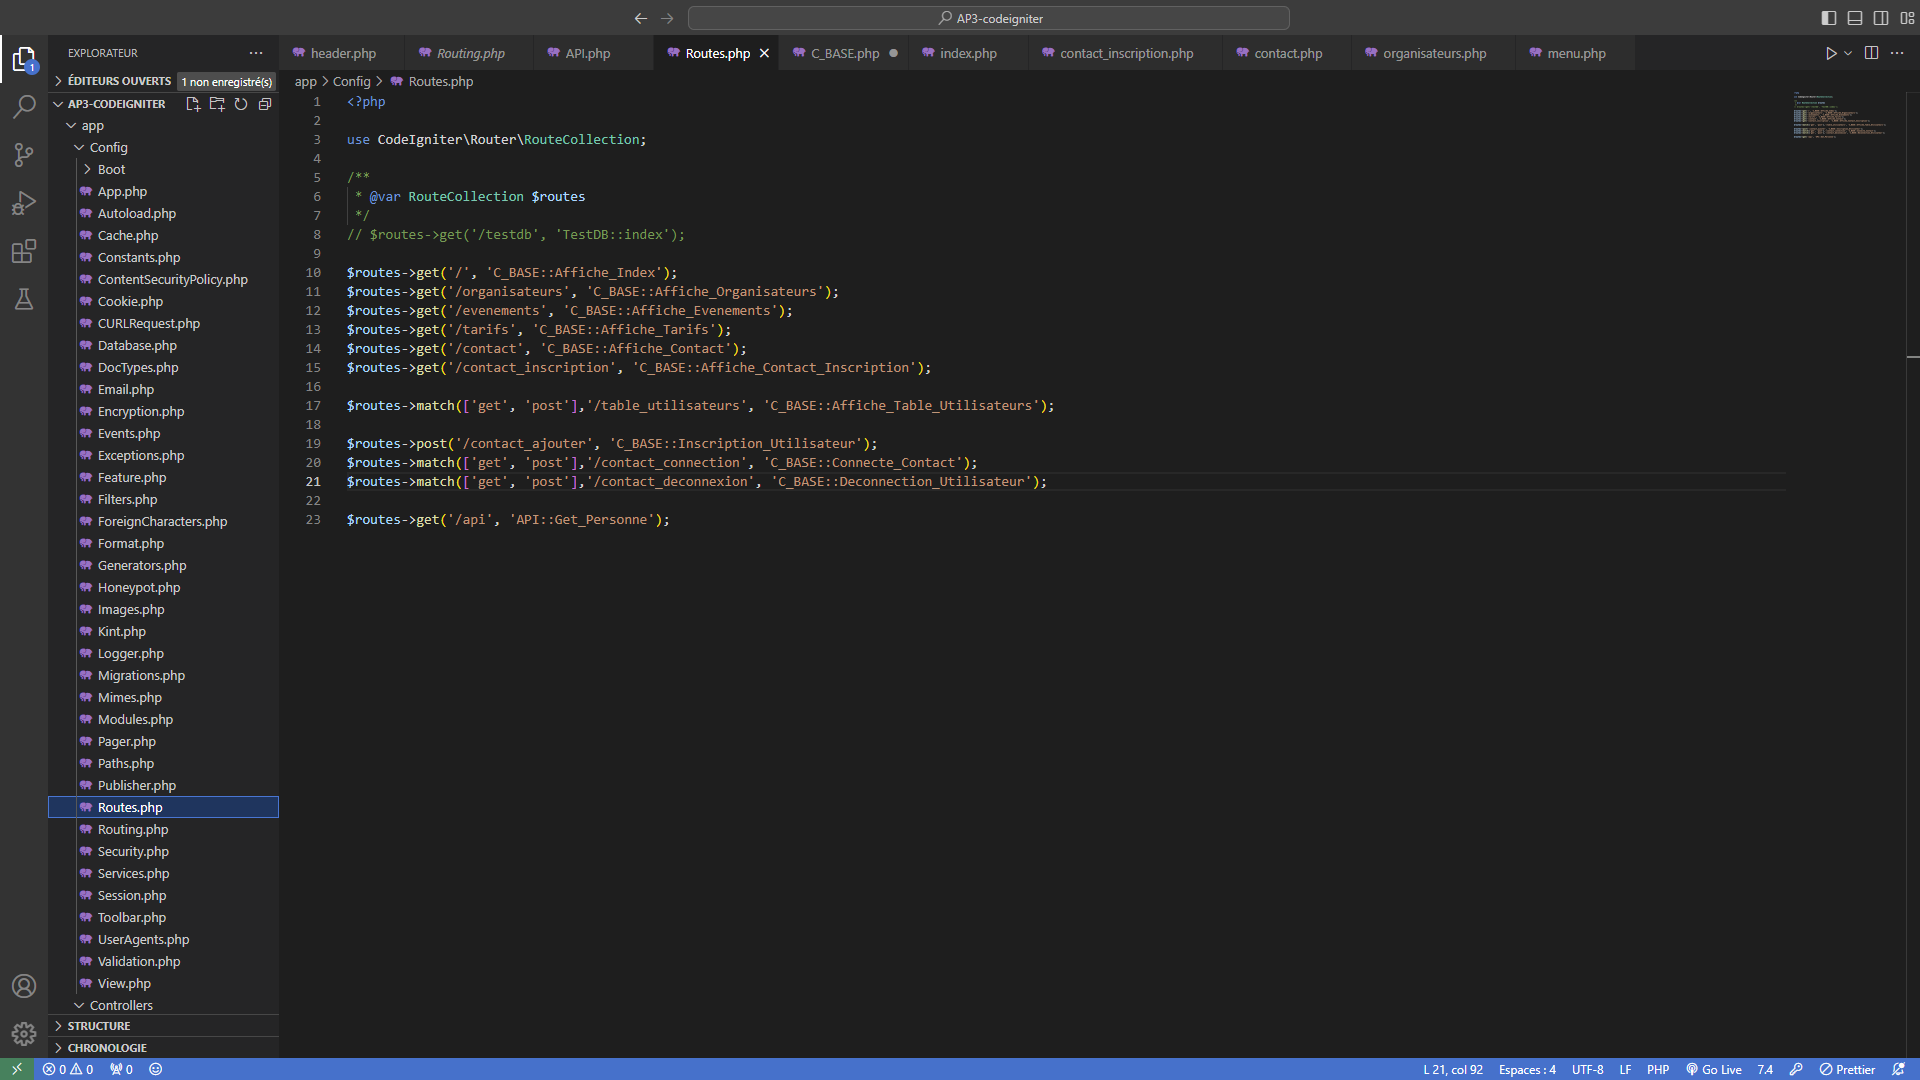 AP3-codeigniter
EXPLORATEUR
ÉDITEURS OUVERTS 1 non enregistré(s)
AP3-CODEIGNITER
app
Config
Boot
App.php
Autoload.php
Cache.php
Constants.php
ContentSecurityPolicy.php
Cookie.php
CURLRequest.php
Database.php
DocTypes.php
Email.php
Encryption.php
Events.php
Exceptions.php
Feature.php
Filters.php
ForeignCharacters.php
Format.php
Generators.php
Honeypot.php
Images.php
Kint.php
Logger.php
Migrations.php
Mimes.php
Modules.php
Pager.php
Paths.php
Publisher.php
Routes.php
Routing.php
Security.php
Services.php
Session.php
Toolbar.php
UserAgents.php
Validation.php
View.php
Controllers
STRUCTURE
CHRONOLOGIE
1
header.php Routing.php API.php Routes.php C_BASE.php index.php contact_inscription.php contact.php organisateurs.php menu.php
app > Config > Routes.php
1 <?php
2
3 use CodeIgniter\Router\RouteCollection;
4
5 /**
6 * @var RouteCollection $routes
7 */
8 // $routes->get('/testdb', 'TestDB::index');
9
10 $routes->get('/', 'C_BASE::Affiche_Index');
11 $routes->get('/organisateurs', 'C_BASE::Affiche_Organisateurs');
12 $routes->get('/evenements', 'C_BASE::Affiche_Evenements');
13 $routes->get('/tarifs', 'C_BASE::Affiche_Tarifs');
14 $routes->get('/contact', 'C_BASE::Affiche_Contact');
15 $routes->get('/contact_inscription', 'C_BASE::Affiche_Contact_Inscription');
16
17 $routes->match(['get', 'post'],'/table_utilisateurs', 'C_BASE::Affiche_Table_Utilisateurs');
18
19 $routes->post('/contact_ajouter', 'C_BASE::Inscription_Utilisateur');
20 $routes->match(['get', 'post'],'/contact_connection', 'C_BASE::Connecte_Contact');
21 $routes->match(['get', 'post'],'/contact_deconnexion', 'C_BASE::Deconnection_Utilisateur');
22
23 $routes->get('/api', 'API::Get_Personne');
0 0 0 L 21, col 92 Espaces : 4 UTF-8 LF PHP Go Live 7.4 Prettier